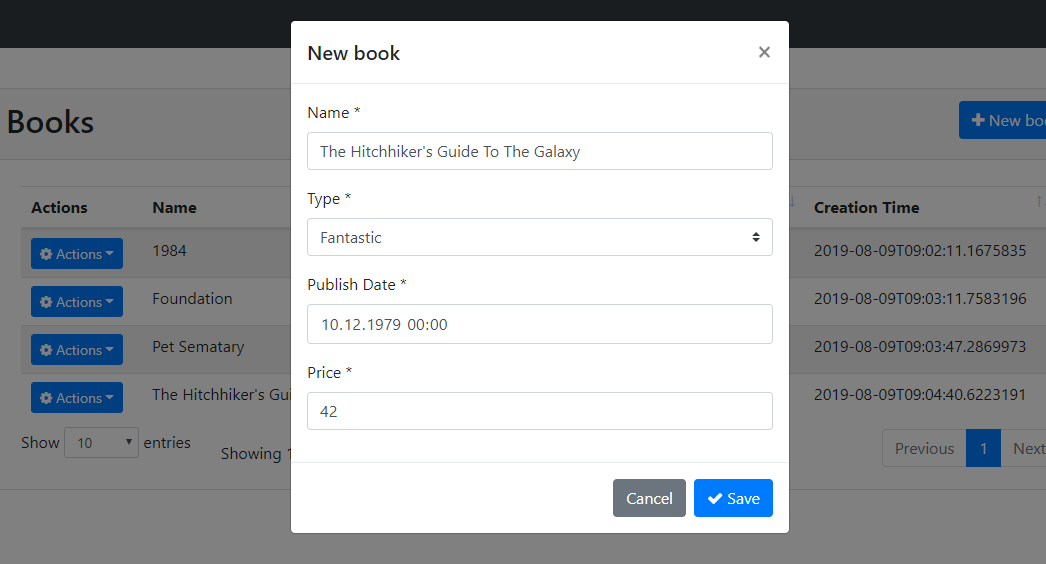 New book ×
Books
New boo
Name *
The Hitchhiker's Guide To The Galaxy
Type *
Fantastic
Publish Date *
10.12.1979 00:00
Price *
42
Cancel Save
Actions Name Creation Time
Actions 1984 2019-08-09T09:02:11.1675835
Actions Foundation 2019-08-09T09:03:11.7583196
Actions Pet Sematary 2019-08-09T09:03:47.2869973
Actions The Hitchhiker's Gui 2019-08-09T09:04:40.6223191
Show 10 entries
Showing 1
Previous 1 Next